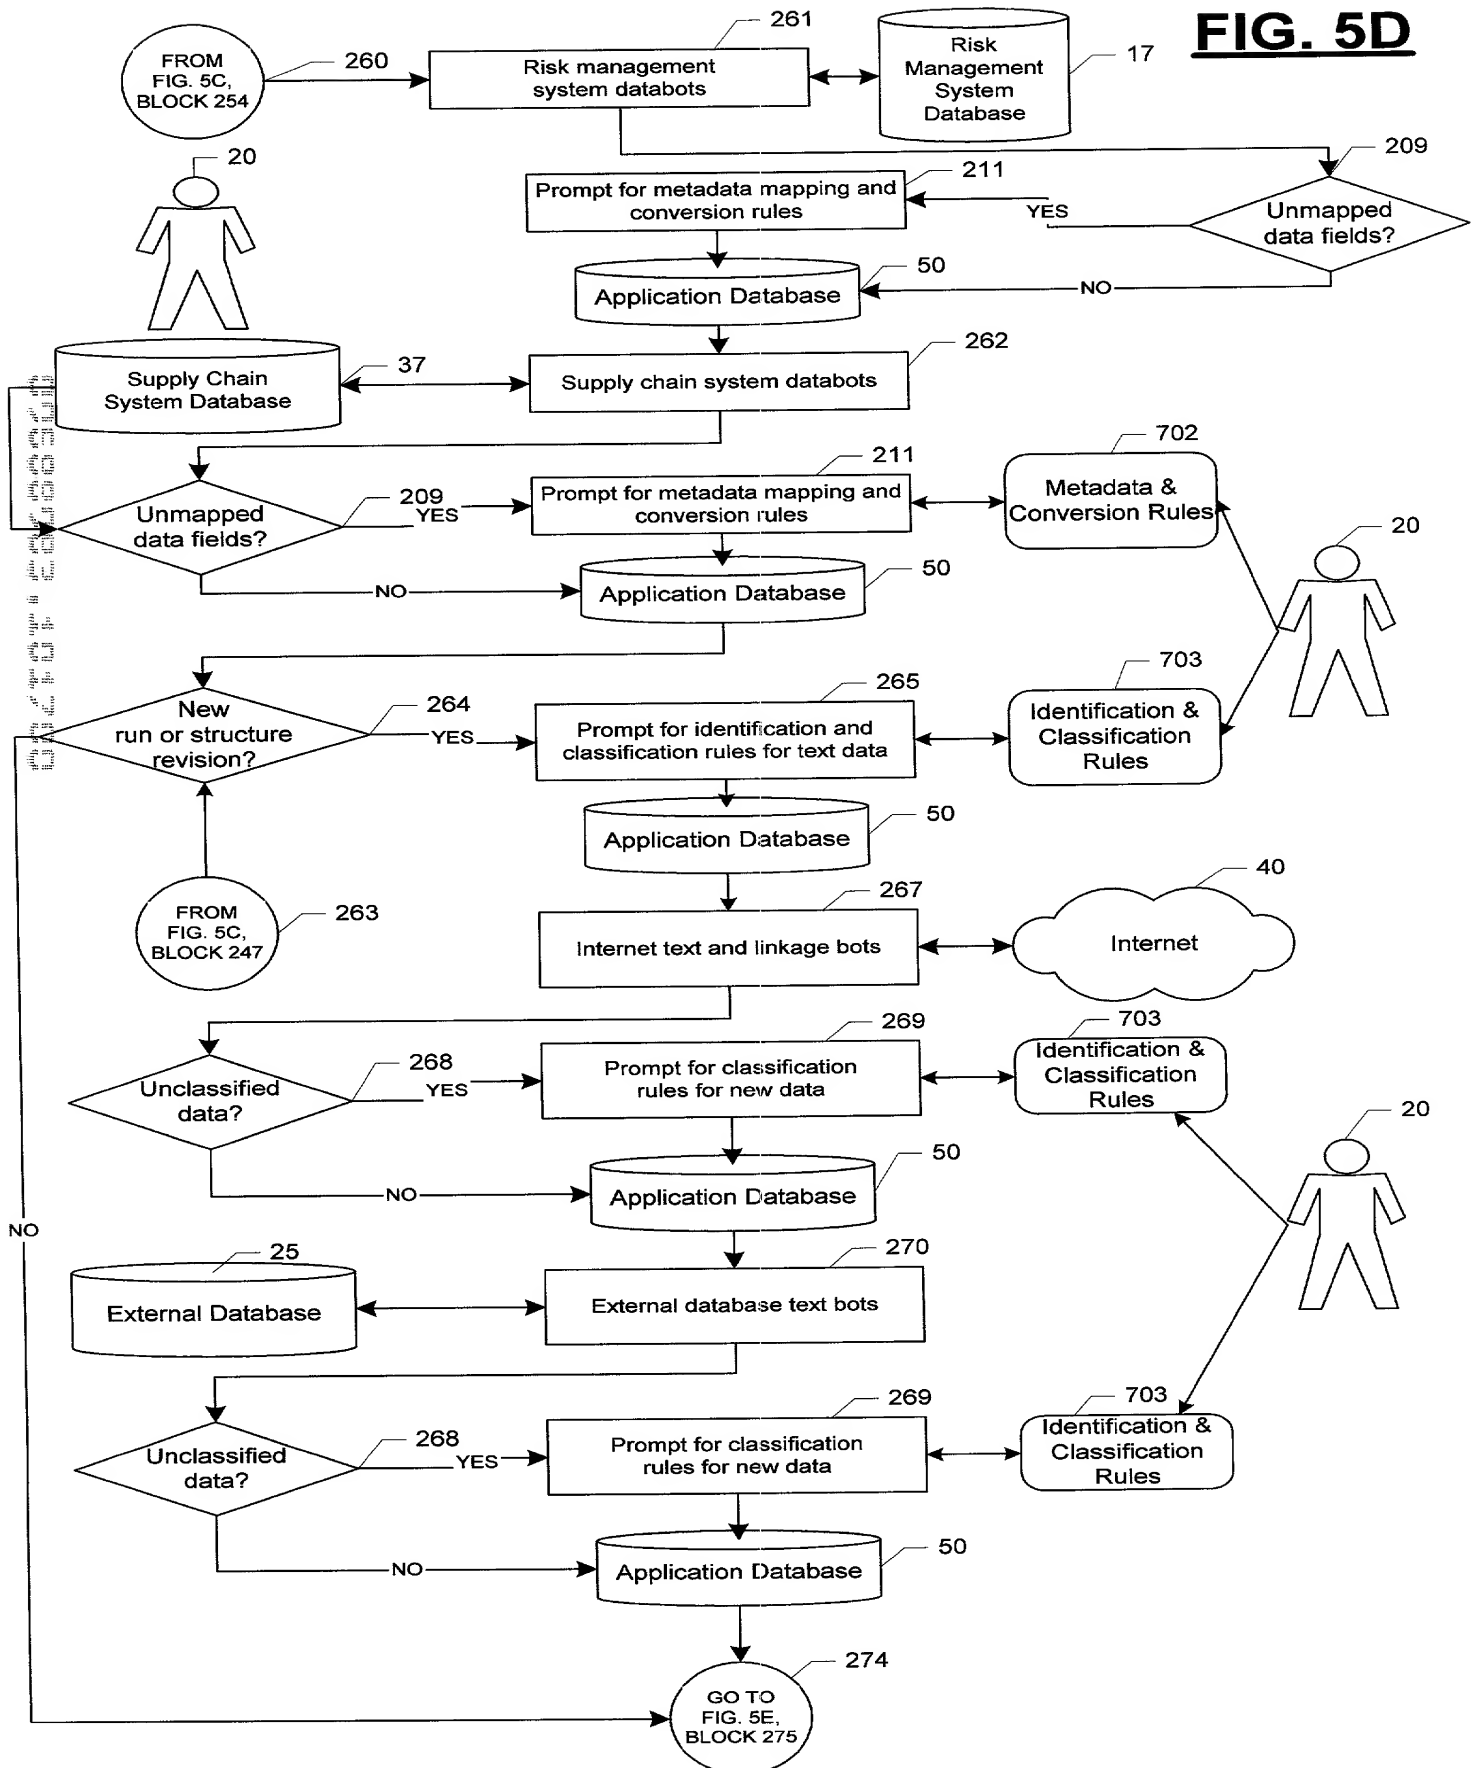 FIG. 5D
261
FROM
FIG. 5C,
BLOCK 254
260
Risk management
system databots
Risk
Management
System
Database
17
20
211
209
Prompt for metadata mapping and
conversion rules
YES
Unmapped
data fields?
50
Application Database
NO
262
Supply Chain
System Database
37
Supply chain system databots
702
211
Unmapped
data fields?
209
YES
Prompt for metadata mapping and
conversion rules
Metadata &
Conversion Rules
20
50
NO
Application Database
703
265
New
run or structure
revision?
264
YES
Prompt for identification and
classification rules for text data
Identification &
Classification
Rules
50
Application Database
267
40
FROM
FIG. 5C,
BLOCK 247
263
Internet text and linkage bots
Internet
269
703
Unclassified
data?
268
YES
Prompt for classification
rules for new data
Identification &
Classification
Rules
20
50
NO
Application Database
NO
25
270
External Database
External database text bots
269
703
Unclassified
data?
268
YES
Prompt for classification
rules for new data
Identification &
Classification
Rules
50
NO
Application Database
274
GO TO
FIG. 5E,
BLOCK 275